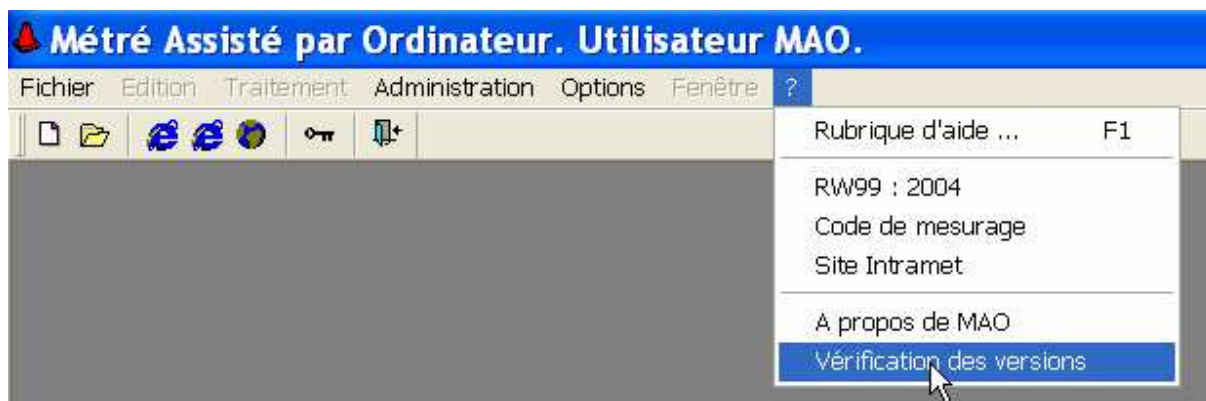 Métré Assisté par Ordinateur. Utilisateur MAO.
Fichier Edition Traitement Administration Options Fenêtre ?
Rubrique d'aide ... F1
RW99 : 2004
Code de mesurage
Site Intramet
A propos de MAO
Vérification des versions